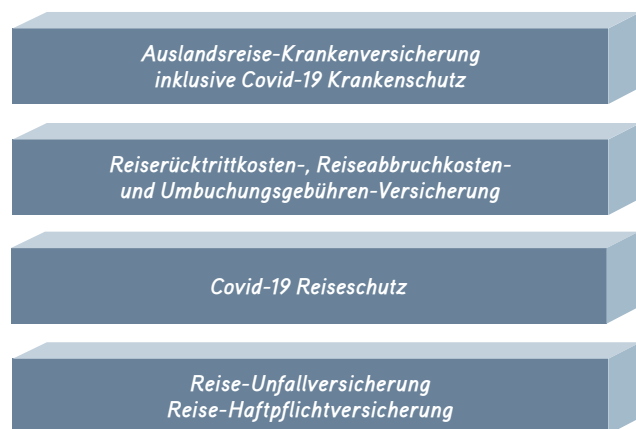 Auslandsreise-Krankenversicherung
inklusive Covid-19 Krankenschutz
Reiserücktrittkosten-, Reiseabbruchkosten-
und Umbuchungsgebühren-Versicherung
Covid-19 Reiseschutz
Reise-Unfallversicherung
Reise-Haftpflichtversicherung